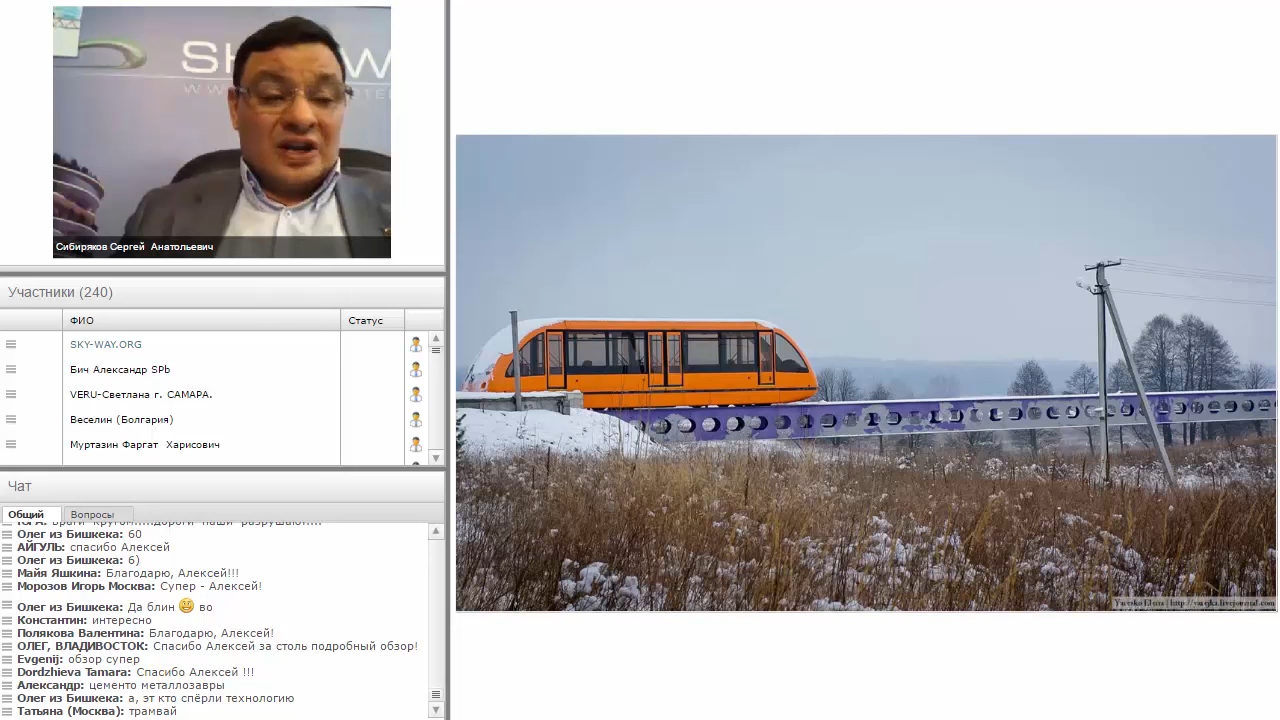 SK
W
Сибиряков Сергей Анатольевич
Участники (240)
ФИО
Статус
SKY-WAY.ORG
Бич Александр SPb
VERU-Светлана г. САМАРА.
Веселин (Болгария)
Муртазин Фаргат Харисович
Чат
Общий
Вопросы
Олег из Бишкека: 60
АЙГУЛЬ: спасибо Алексей
Олег из Бишкека: 6)
Майя Яшкина: Благодарю, Алексей!!!
Морозов Игорь Москва: Супер - Алексей!
Олег из Бишкека: Да блин во
Константин: интересно
Полякова Валентина: Благодарю, Алексей!
ОЛЕГ, ВЛАДИВОСТОК: Спасибо Алексей за столь подробный обзор!
Evgenij: обзор супер
Dordzhieva Tamara: Спасибо Алексей !!!
Александр: цементо металлозавры
Олег из Бишкека: а, эт кто спёрли технологию
Татьяна (Москва): трамвай